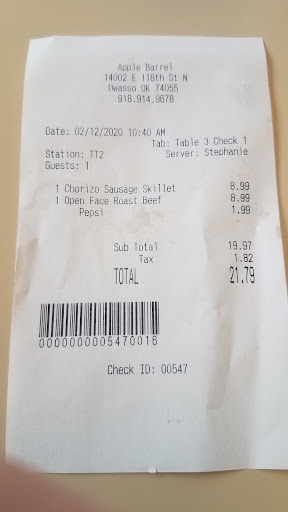 Apple Barrel
14002 E 116th St N
Owasso OK 74055
918.914.9678
Date: 02/12/2020 10:40 AM
Tab: Table 3 Check 1
Station: TT2 Server: Stephanie
Guests: 1
1 Chorizo Sausage Skillet 8.99
1 Open Face Roast Beef 8.99
Pepsi 1.99
Sub Total 19.97
Tax 1.82
TOTAL 21.79
0000000005470016
Check ID: 00547